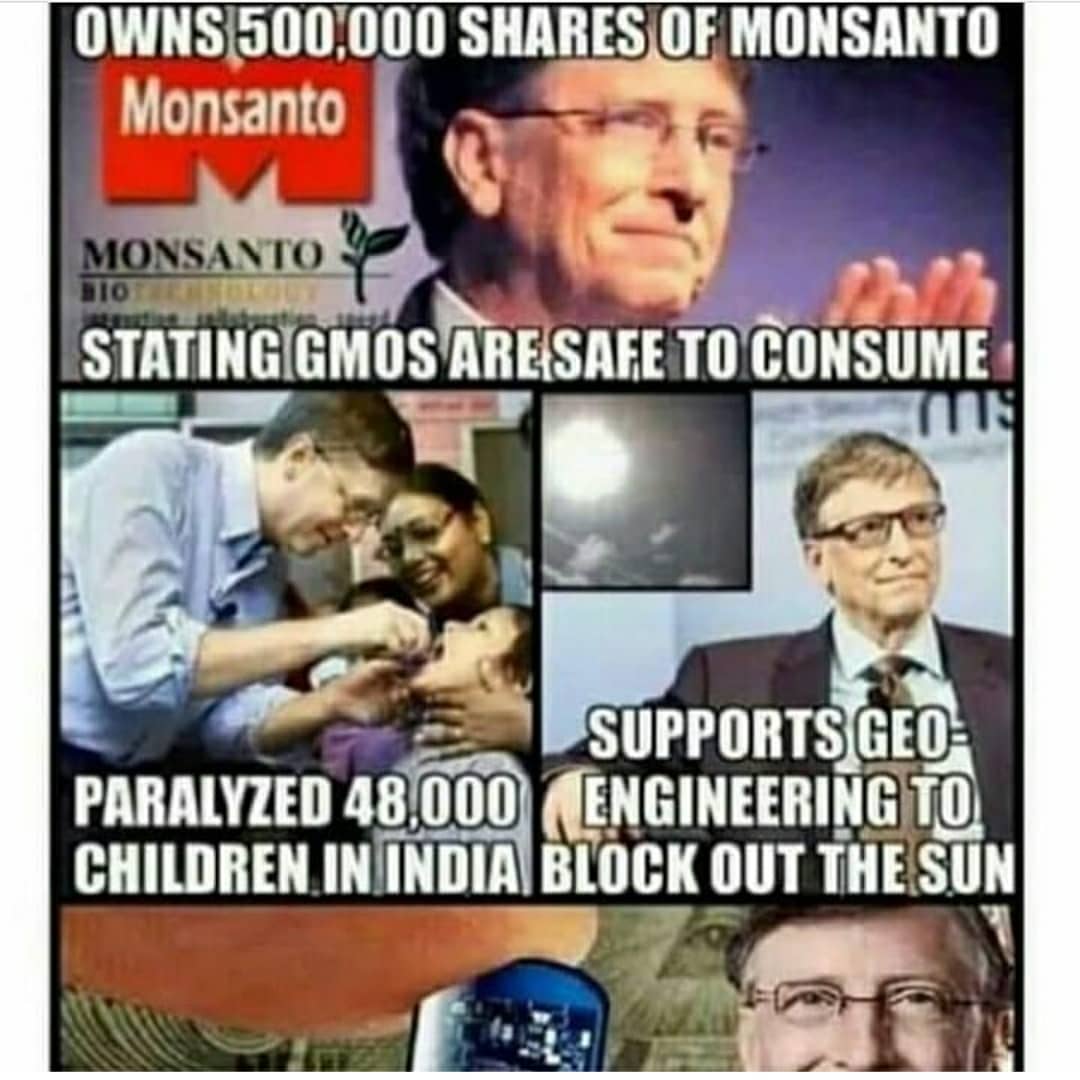 OWNS 500,000 SHARES OF MONSANTO
Monsanto
MONSANTO
BIOTECHNOLOGY
STATING GMOS ARE SAFE TO CONSUME
PARALYZED 48,000
CHILDREN IN INDIA
SUPPORTS GEO-
ENGINEERING TO
BLOCK OUT THE SUN